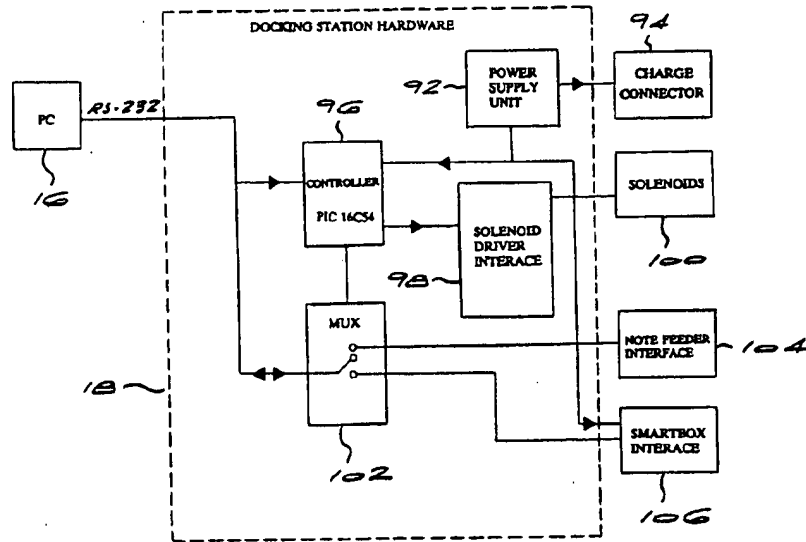 DOCKING STATION HARDWARE
94
POWER
SUPPLY
UNIT
92
CHARGE
CONNECTOR
PC
RS-232
16
96
CONTROLLER
PIC 16C54
SOLENOID
DRIVER
INTERACE
98
SOLENOIDS
100
MUX
NOTE FEEDER
INTERFACE
104
18
102
SMARTBOX
INTERACE
106